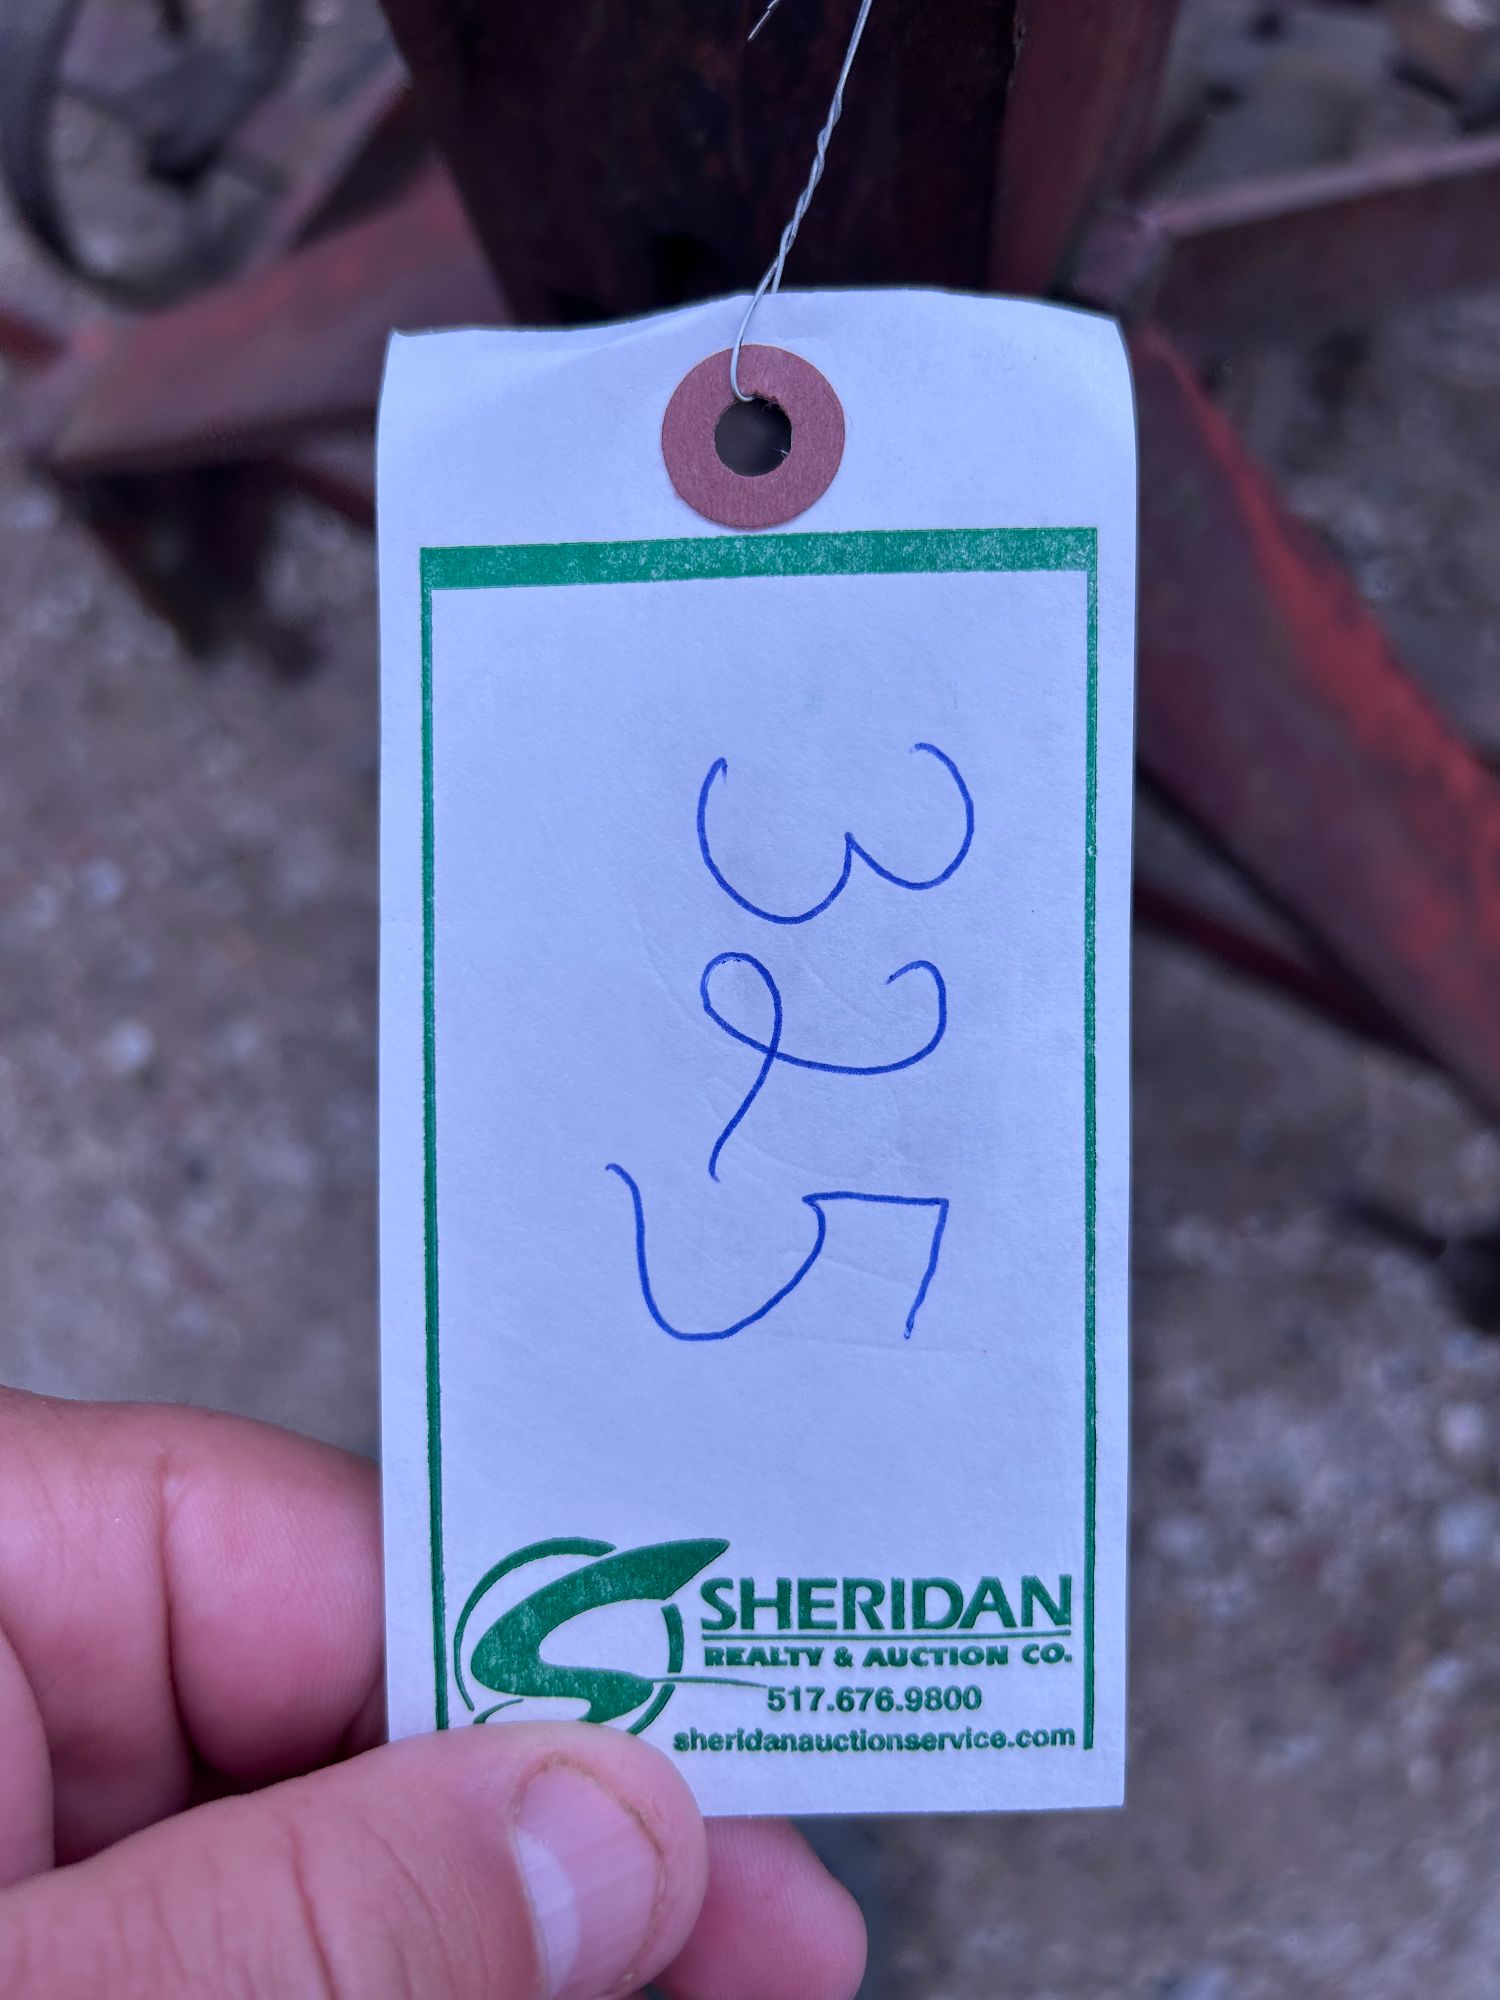 325
SHERIDAN
REALTY & AUCTION CO.
517.676.9800
sheridanauctionservice.com